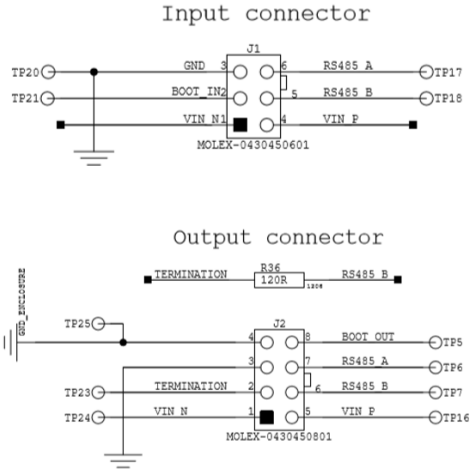 Input connector
J1
TP20 GND 3 6 RS485_A TP17
TP21 BOOT_IN 2 5 RS485_B TP18
VIN_N 1 4 VIN_P
MOLEX-0430450601
Output connector
R36
TERMINATION 120R RS485_B
1206
GND_ENCLOSURE
TP25 J2
4 8 BOOT_OUT TP5
3 7 RS485_A TP6
TP23 TERMINATION 2 6 RS485_B TP7
TP24 VIN_N 1 5 VIN_P TP16
MOLEX-0430450801